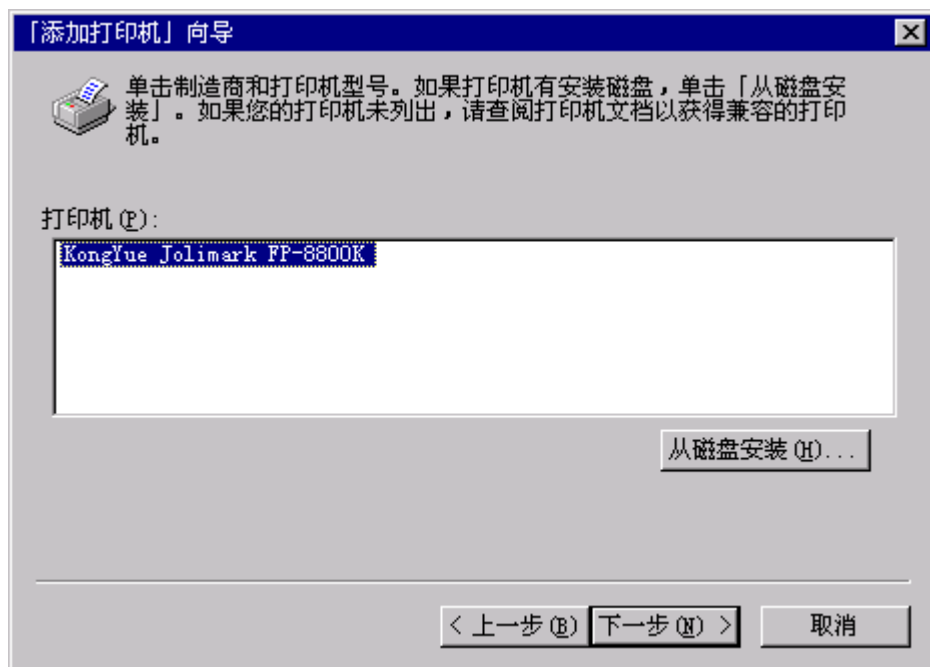 「添加打印机」向导
单击制造商和打印机型号。如果打印机有安装磁盘,单击「从磁盘安
装」。如果您的打印机未列出,请查阅打印机文档以获得兼容的打印
机。
打印机(P):
KongYue Jolimark FP-8800K
从磁盘安装(H)...
< 上一步(B) 下一步(N) > 取消